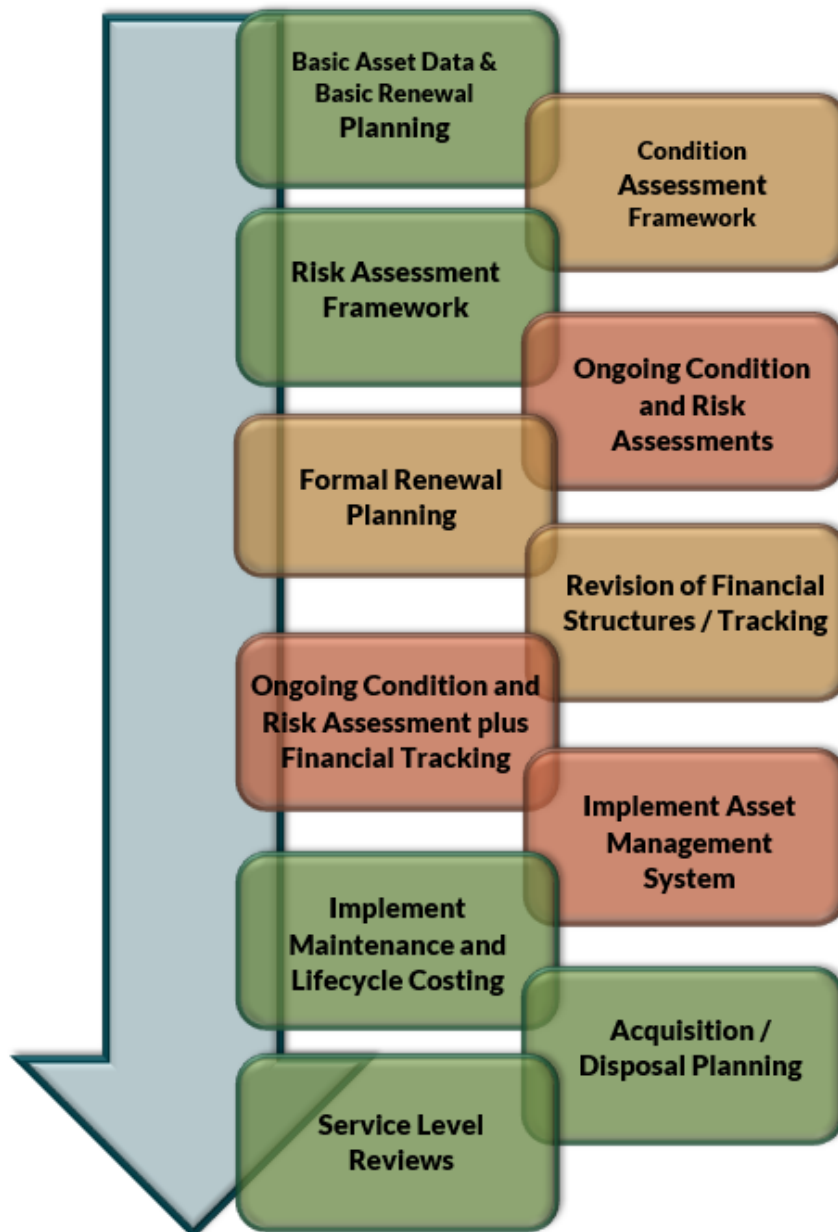 Basic Asset Data &
Basic Renewal
Planning
Condition
Assessment
Framework
Risk Assessment
Framework
Ongoing Condition
and Risk
Assessments
Formal Renewal
Planning
Revision of Financial
Structures / Tracking
Ongoing Condition and
Risk Assessment plus
Financial Tracking
Implement Asset
Management
System
Implement
Maintenance and
Lifecycle Costing
Acquisition /
Disposal Planning
Service Level
Reviews